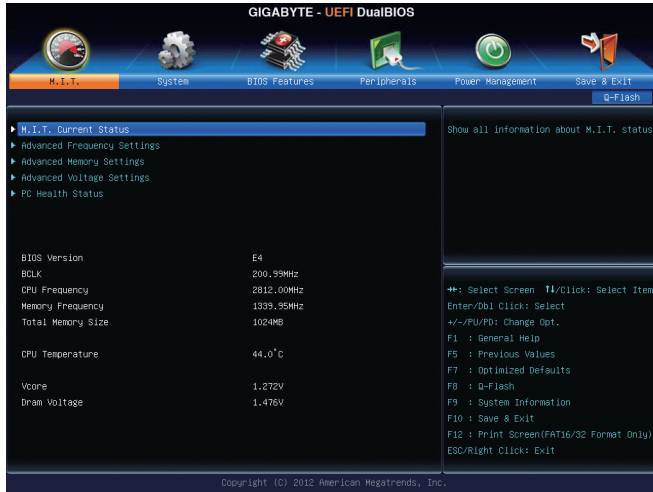 GIGABYTE - UEFI DualBIOS
M.I.T. System BIOS Features Peripherals Power Management Save & Exit
Q-Flash
M.I.T. Current Status
Advanced Frequency Settings
Advanced Memory Settings
Advanced Voltage Settings
PC Health Status
BIOS Version E4
BCLK 200.99MHz
CPU Frequency 2812.00MHz
Memory Frequency 1339.95MHz
Total Memory Size 1024MB
CPU Temperature 44.0°C
Vcore 1.272V
Dram Voltage 1.476V
Show all information about M.I.T. status
→←: Select Screen ↑↓/Click: Select Item
Enter/Dbl Click: Select
+/-/PU/PD: Change Opt.
F1 : General Help
F5 : Previous Values
F7 : Optimized Defaults
F8 : Q-Flash
F9 : System Information
F10 : Save & Exit
F12 : Print Screen(FAT16/32 Format Only)
ESC/Right Click: Exit
Copyright (C) 2012 American Megatrends, Inc.